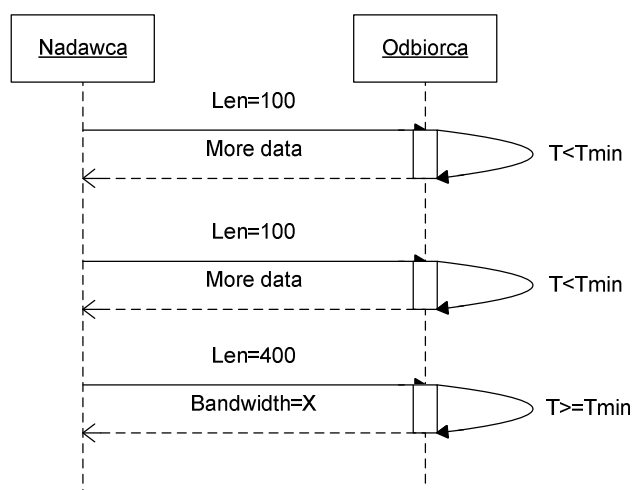 Nadawca
Odbiorca
Len=100
More data
T<Tmin
Len=100
More data
T<Tmin
Len=400
Bandwidth=X
T>=Tmin